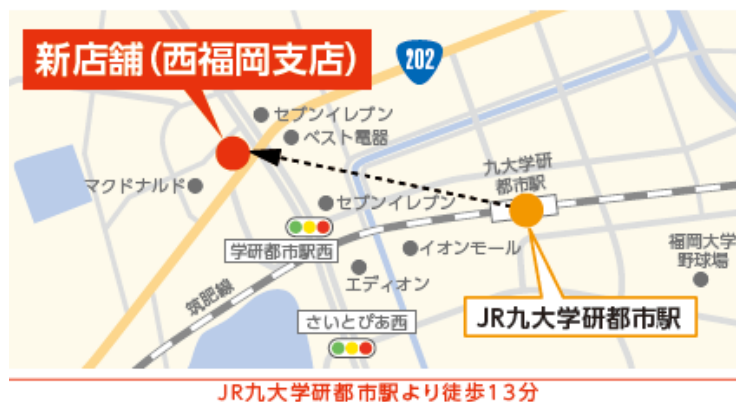 新店舗(西福岡支店)
202
セブンイレブン
ベスト電器
九大学研
都市駅
マクドナルド
セブンイレブン
学研都市駅西
イオンモール
福岡大学
野球場
エディオン
筑肥線
さいとぴあ西
JR九大学研都市駅
JR九大学研都市駅より徒歩13分